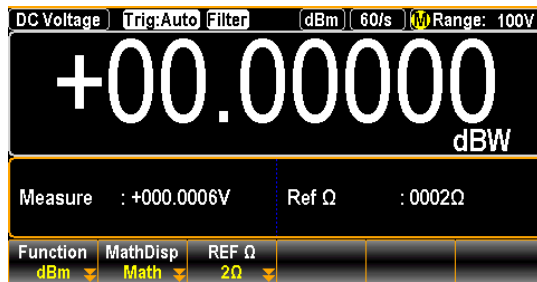 DC Voltage Trig:Auto Filter dBm 60/s M Range: 100V
+00.00000
dBW
Measure : +000.0006V Ref Ω : 0002Ω
Function MathDisp REF Ω
dBm Math 2Ω